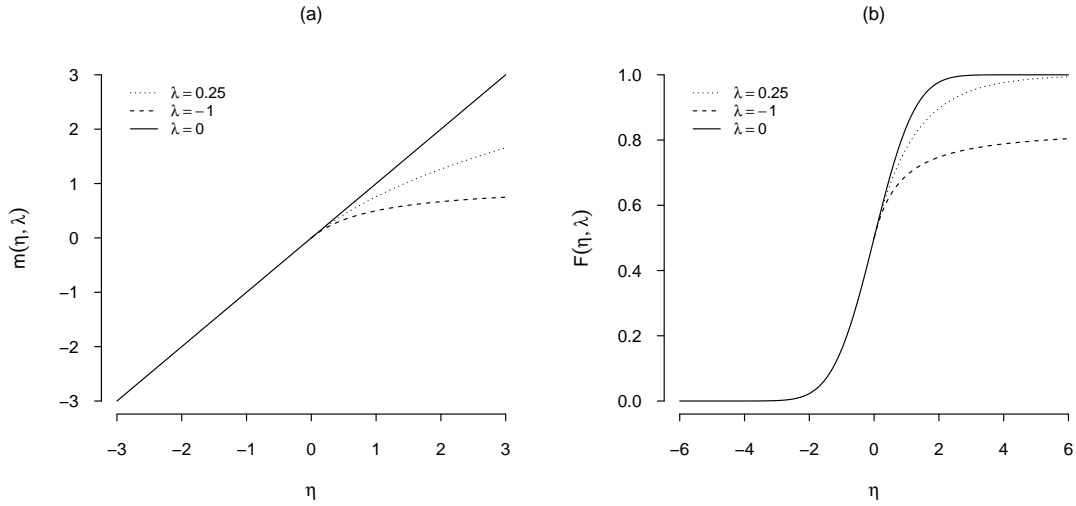 (a)
m(η, λ)
3
2
1
0
−1
−2
−3
λ = 0.25
λ = −1
λ = 0
−3 −2 −1 0 1 2 3
η
(b)
F(η, λ)
1.0
0.8
0.6
0.4
0.2
0.0
λ = 0.25
λ = −1
λ = 0
−6 −4 −2 0 2 4 6
η